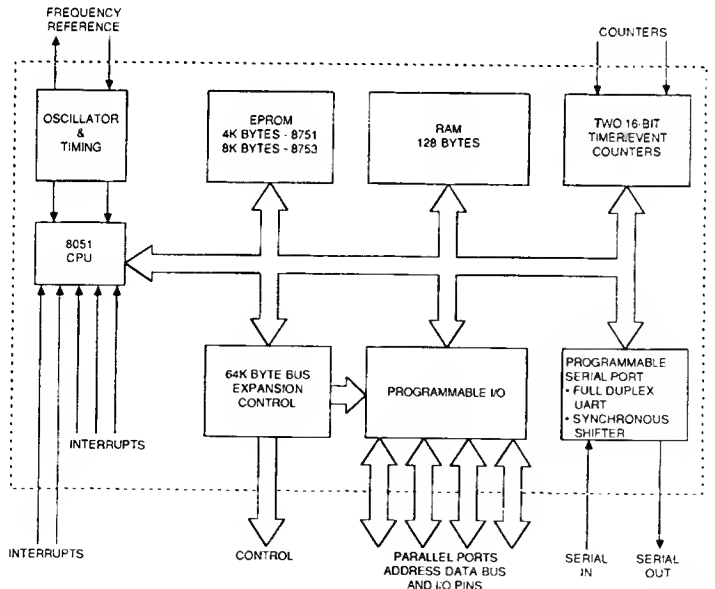 FREQUENCY
REFERENCE
COUNTERS
OSCILLATOR
&
TIMING
EPROM
4K BYTES - 8751
8K BYTES - 8753
RAM
128 BYTES
TWO 16-BIT
TIMER/EVENT
COUNTERS
8051
CPU
64K BYTE BUS
EXPANSION
CONTROL
PROGRAMMABLE I/O
PROGRAMMABLE
SERIAL PORT
• FULL DUPLEX
UART
• SYNCHRONOUS
SHIFTER
INTERRUPTS
INTERRUPTS
CONTROL
PARALLEL PORTS
ADDRESS DATA BUS
AND I/O PINS
SERIAL
IN
SERIAL
OUT